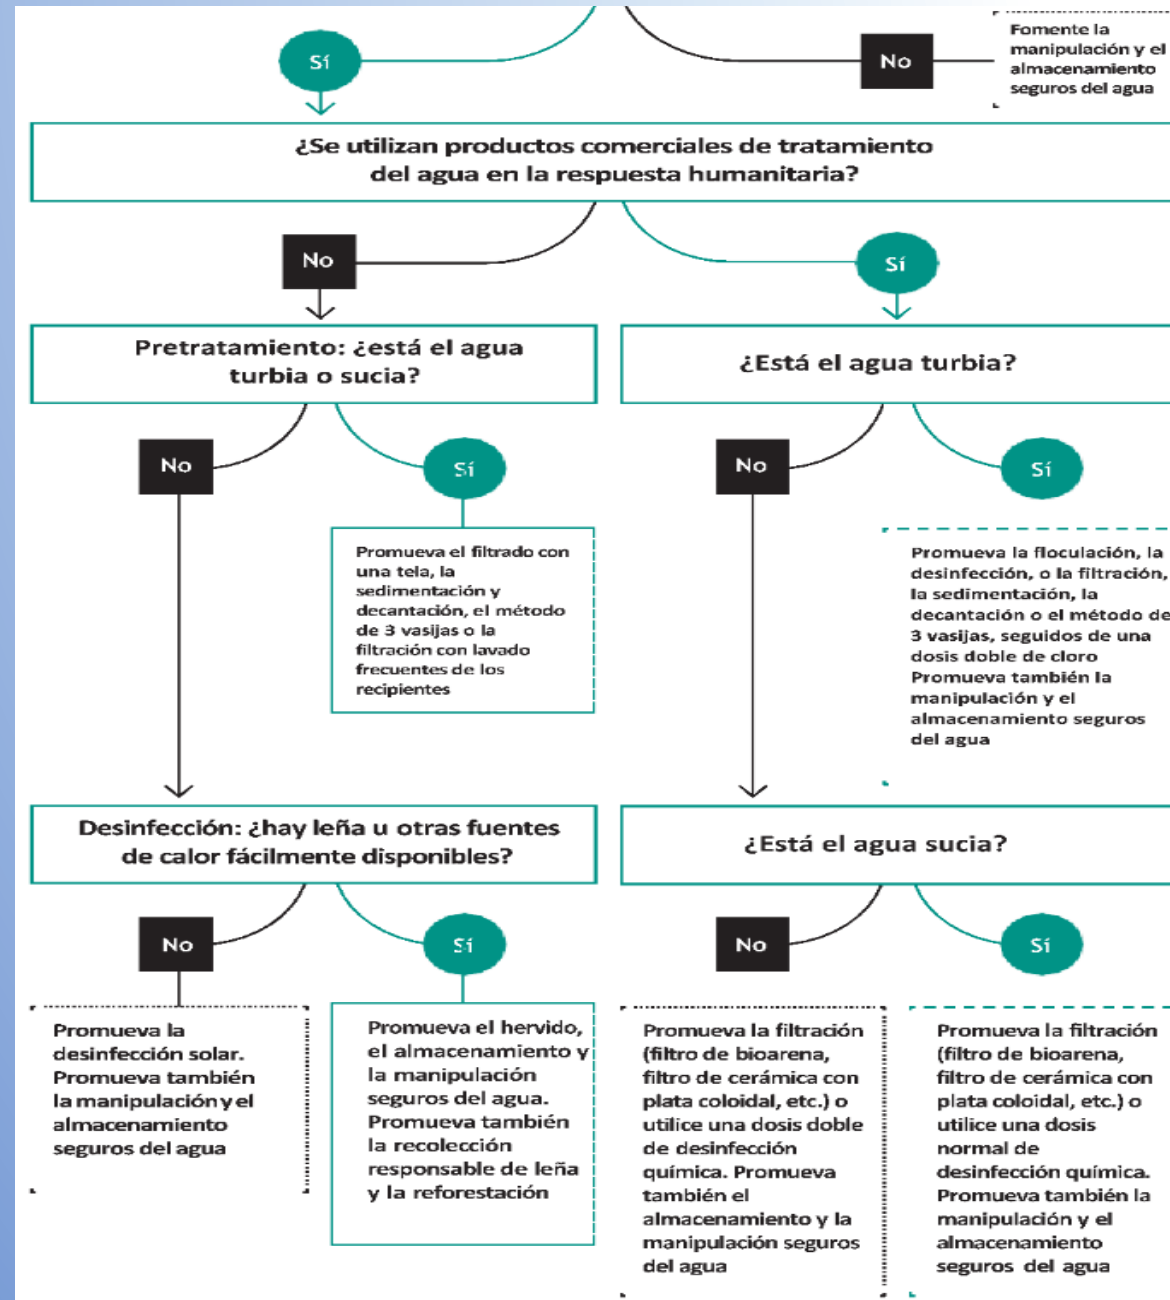 Sí
No
Fomente la
manipulación y el
almacenamiento
seguros del agua
¿Se utilizan productos comerciales de tratamiento
del agua en la respuesta humanitaria?
No
Sí
Pretratamiento: ¿está el agua
turbia o sucia?
¿Está el agua turbia?
No
Sí
No
Sí
Promueva el filtrado con
una tela, la
sedimentación y
decantación, el método
de 3 vasijas o la
filtración con lavado
frecuentes de los
recipientes
Promueva la floculación, la
desinfección, o la filtración,
la sedimentación, la
decantación o el método de
3 vasijas, seguidos de una
dosis doble de cloro
Promueva también la
manipulación y el
almacenamiento seguros
del agua
Desinfección: ¿hay leña u otras fuentes
de calor fácilmente disponibles?
¿Está el agua sucia?
No
Sí
No
Sí
Promueva la
desinfección solar.
Promueva también
la manipulación y el
almacenamiento
seguros del agua
Promueva el hervido,
el almacenamiento y
la manipulación
seguros del agua.
Promueva también
la recolección
responsable de leña
y la reforestación
Promueva la filtración
(filtro de bioarena,
filtro de cerámica con
plata coloidal, etc.) o
utilice una dosis doble
de desinfección
química. Promueva
también el
almacenamiento y la
manipulación seguros
del agua
Promueva la filtración
(filtro de bioarena,
filtro de cerámica con
plata coloidal, etc.) o
utilice una dosis
normal de
desinfección química.
Promueva también la
manipulación y el
almacenamiento
seguros del agua